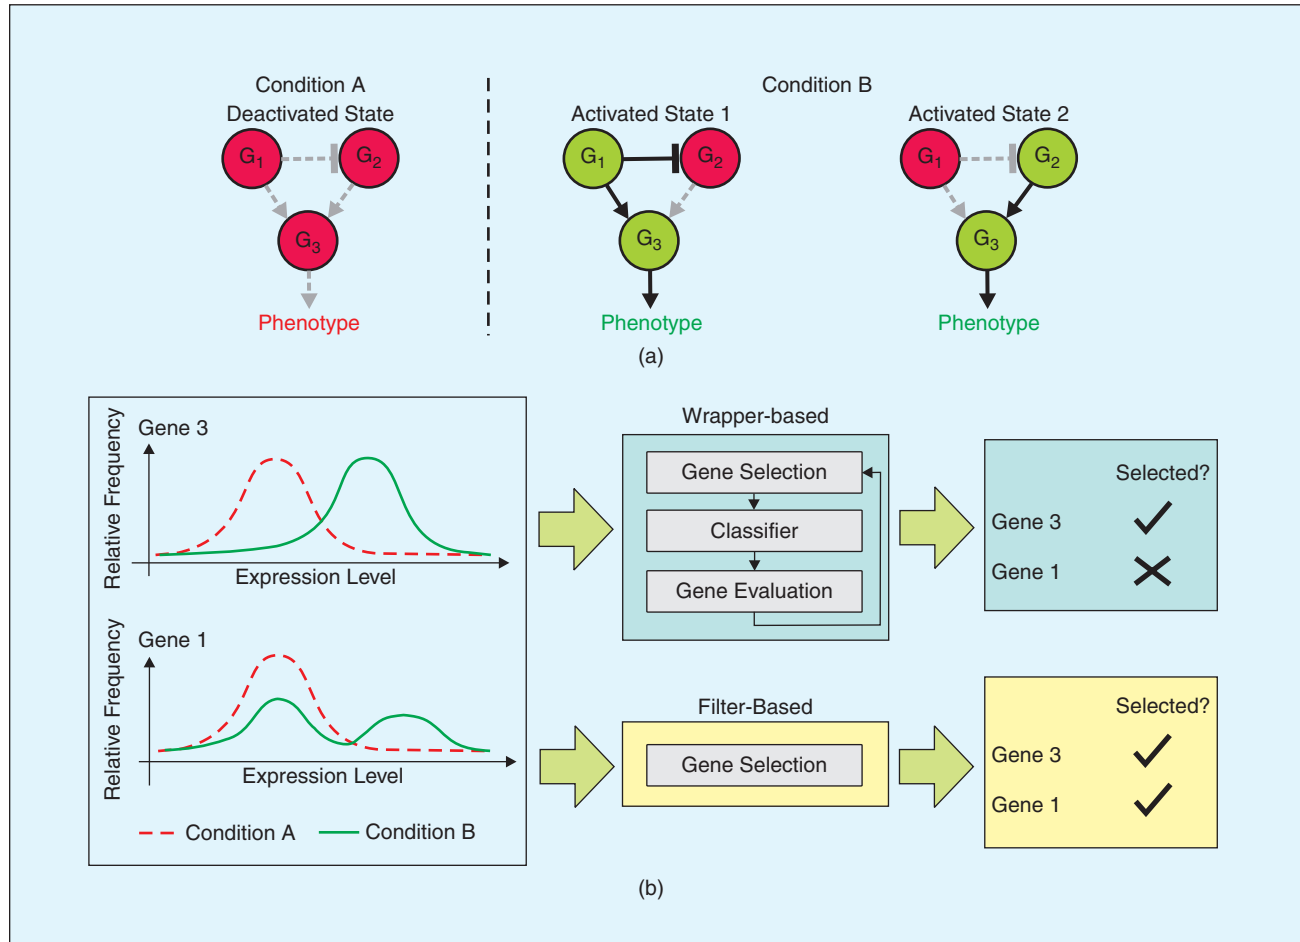 Condition A
Deactivated State
Condition B
Activated State 1
Activated State 2
G1
G2
G3
Phenotype
G1
G2
G3
Phenotype
G1
G2
G3
Phenotype
(a)
Gene 3
Relative Frequency
Expression Level
Gene 1
Relative Frequency
Expression Level
Condition A
Condition B
Wrapper-based
Gene Selection
Classifier
Gene Evaluation
Selected?
Gene 3
Gene 1
Filter-Based
Gene Selection
Selected?
Gene 3
Gene 1
(b)